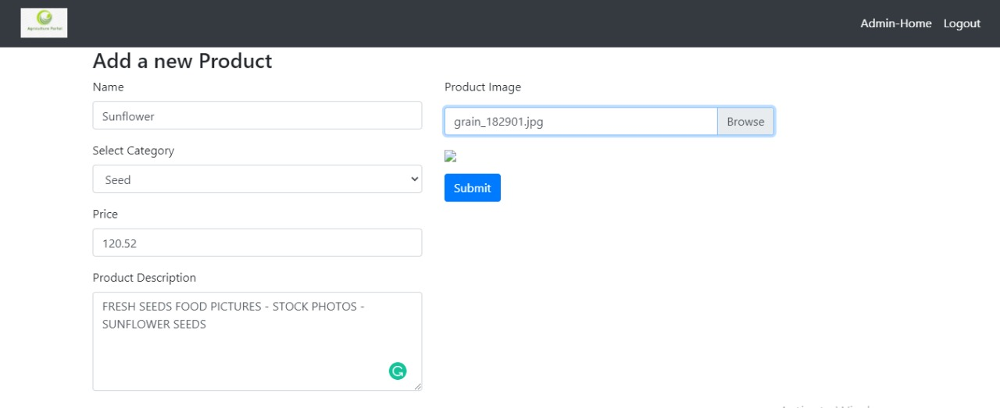 Agriculture Portal
Admin-Home Logout
Add a new Product
Name
Sunflower
Select Category
Seed
Price
120.52
Product Description
FRESH SEEDS FOOD PICTURES - STOCK PHOTOS -
SUNFLOWER SEEDS
Product Image
grain_182901.jpg Browse
Submit